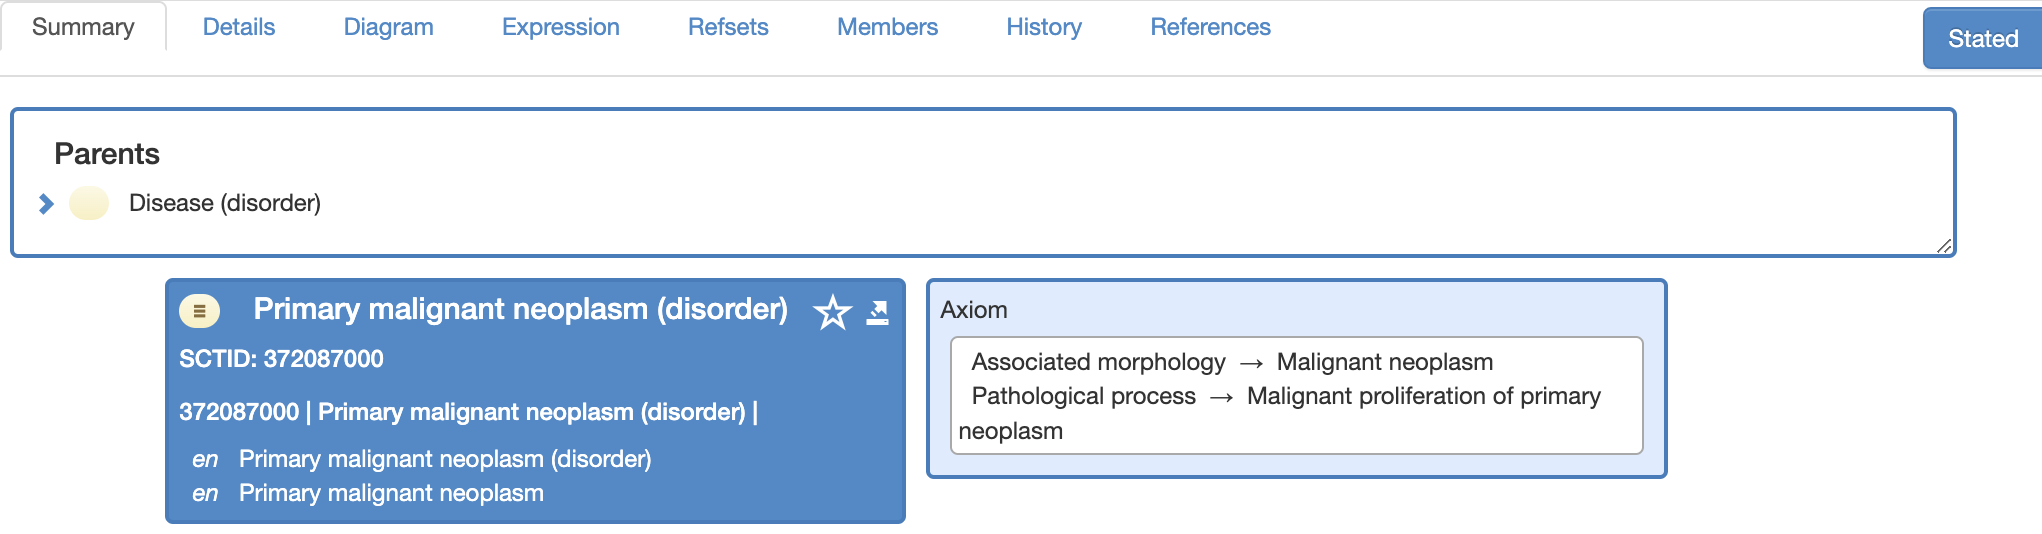 Summary Details Diagram Expression Refsets Members History References Stated
Parents
Disease (disorder)
Primary malignant neoplasm (disorder)
SCTID: 372087000
372087000 | Primary malignant neoplasm (disorder) |
en Primary malignant neoplasm (disorder)
en Primary malignant neoplasm
Axiom
Associated morphology → Malignant neoplasm
Pathological process → Malignant proliferation of primary
neoplasm